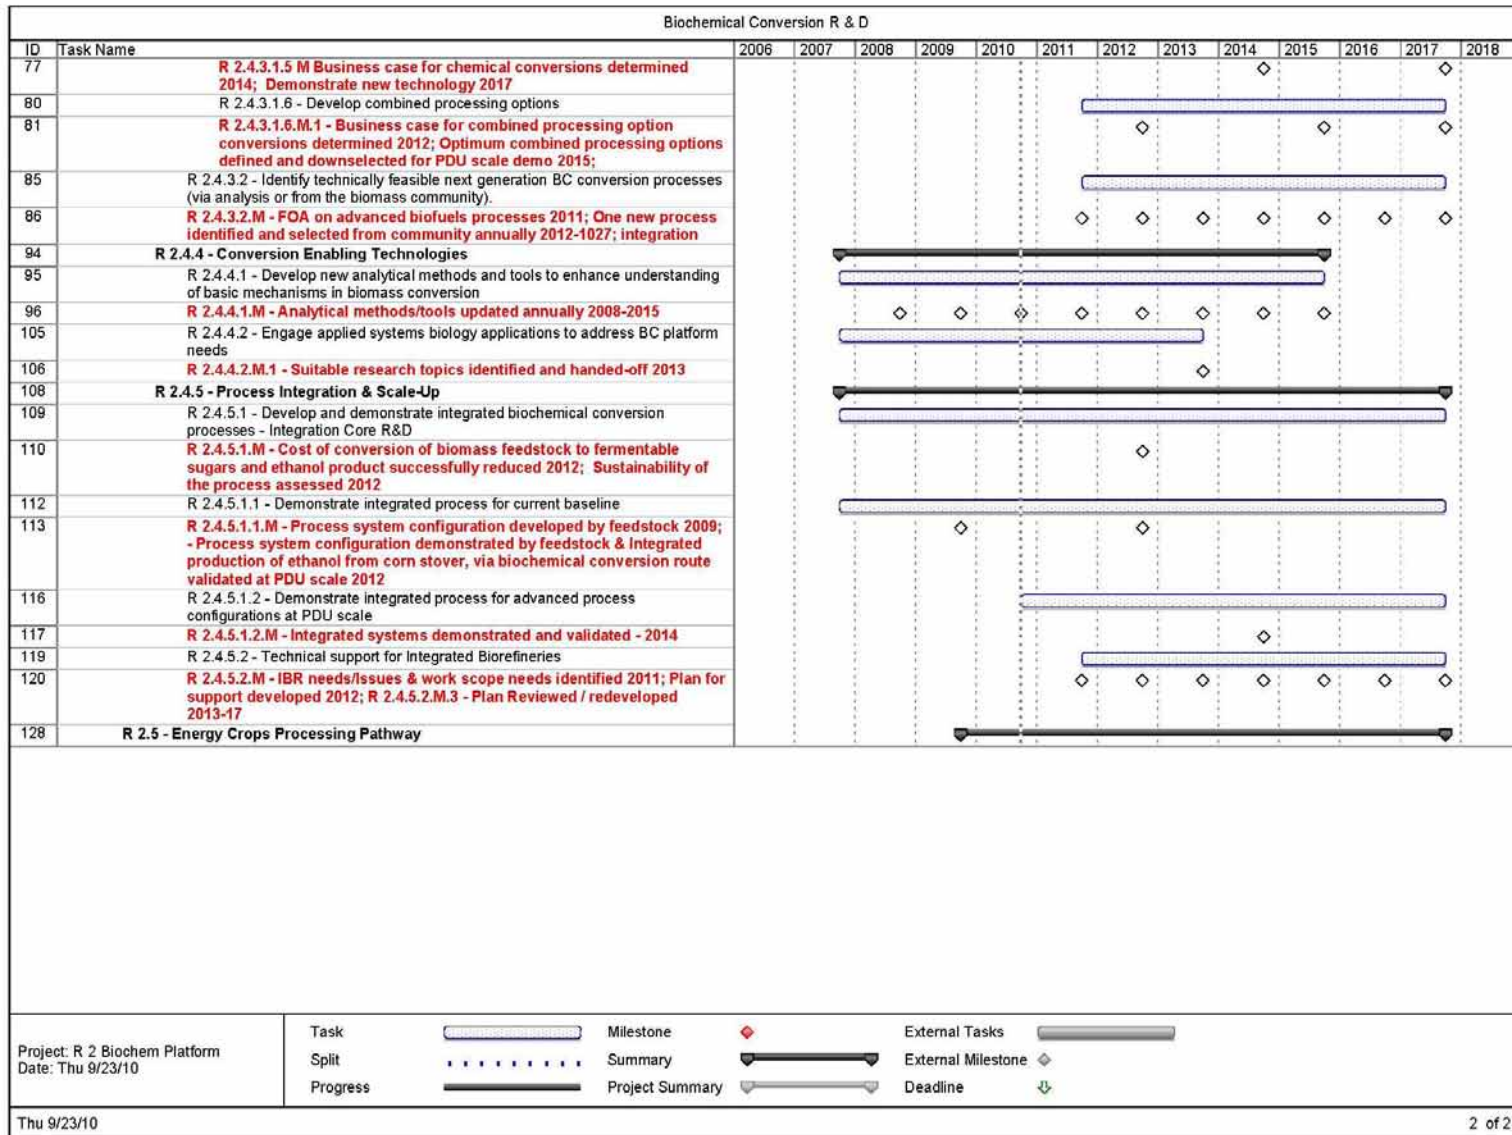 Biochemical Conversion R & D
ID Task Name 2006 2007 2008 2009 2010 2011 2012 2013 2014 2015 2016 2017 2018
77 R 2.4.3.1.5 M Business case for chemical conversions determined
2014; Demonstrate new technology 2017
80 R 2.4.3.1.6 - Develop combined processing options
81 R 2.4.3.1.6.M.1 - Business case for combined processing option
conversions determined 2012; Optimum combined processing options
defined and downselected for PDU scale demo 2015;
85 R 2.4.3.2 - Identify technically feasible next generation BC conversion processes
(via analysis or from the biomass community).
86 R 2.4.3.2.M - FOA on advanced biofuels processes 2011; One new process
identified and selected from community annually 2012-1027; integration
94 R 2.4.4 - Conversion Enabling Technologies
95 R 2.4.4.1 - Develop new analytical methods and tools to enhance understanding
of basic mechanisms in biomass conversion
96 R 2.4.4.1.M - Analytical methods/tools updated annually 2008-2015
105 R 2.4.4.2 - Engage applied systems biology applications to address BC platform
needs
106 R 2.4.4.2.M.1 - Suitable research topics identified and handed-off 2013
108 R 2.4.5 - Process Integration & Scale-Up
109 R 2.4.5.1 - Develop and demonstrate integrated biochemical conversion
processes - Integration Core R&D
110 R 2.4.5.1.M - Cost of conversion of biomass feedstock to fermentable
sugars and ethanol product successfully reduced 2012; Sustainability of
the process assessed 2012
112 R 2.4.5.1.1 - Demonstrate integrated process for current baseline
113 R 2.4.5.1.1.M - Process system configuration developed by feedstock 2009;
- Process system configuration demonstrated by feedstock & Integrated
production of ethanol from corn stover, via biochemical conversion route
validated at PDU scale 2012
116 R 2.4.5.1.2 - Demonstrate integrated process for advanced process
configurations at PDU scale
117 R 2.4.5.1.2.M - Integrated systems demonstrated and validated - 2014
119 R 2.4.5.2 - Technical support for Integrated Biorefineries
120 R 2.4.5.2.M - IBR needs/Issues & work scope needs identified 2011; Plan for
support developed 2012; R 2.4.5.2.M.3 - Plan Reviewed / redeveloped
2013-17
128 R 2.5 - Energy Crops Processing Pathway
Project: R 2 Biochem Platform
Date: Thu 9/23/10
Task Milestone External Tasks
Split Summary External Milestone
Progress Project Summary Deadline
Thu 9/23/10 2 of 2